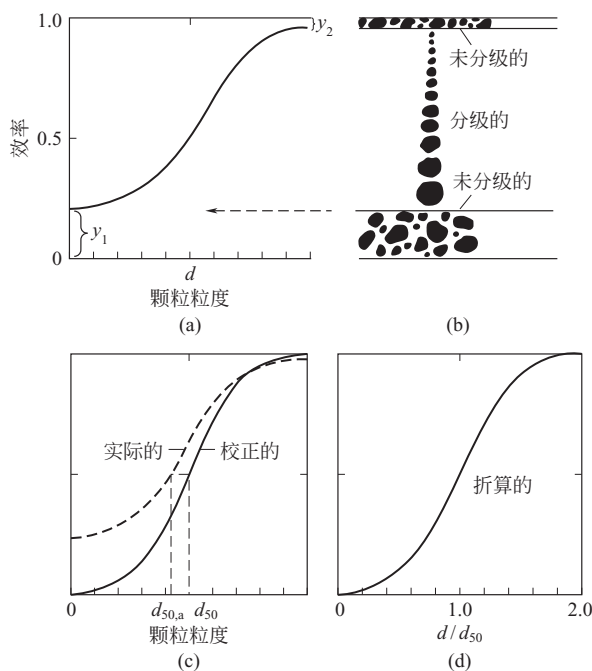 1.0
0.5
0
效率
y₂
y₁
d
颗粒粒度
(a)
未分级的
分级的
未分级的
(b)
实际的
校正的
0
d₅₀,ₐ d₅₀
颗粒粒度
(c)
折算的
0 1.0 2.0
d/d₅₀
(d)